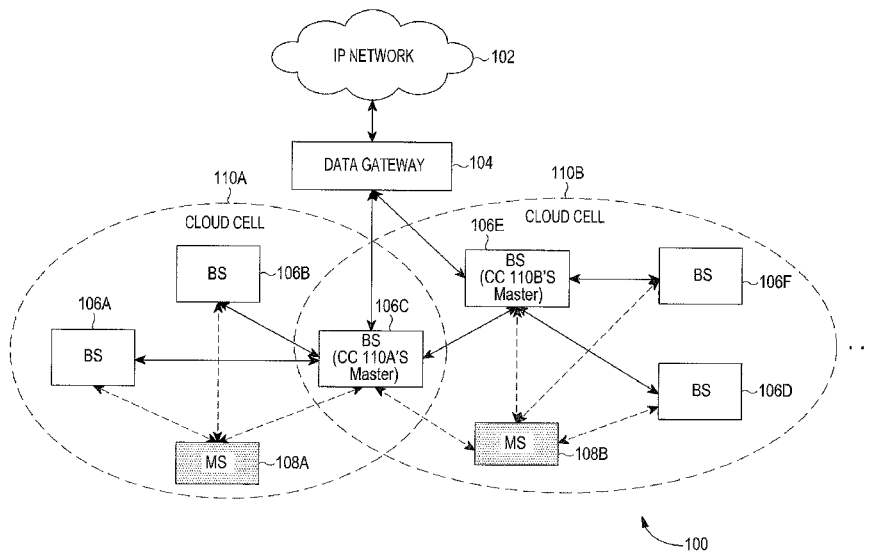 IP NETWORK
102
DATA GATEWAY
104
110A
110B
CLOUD CELL
CLOUD CELL
106E
BS
106B
BS
(CC 110B'S
Master)
BS
106F
106A
106C
BS
BS
(CC 110A'S
Master)
BS
106D
MS
108A
MS
108B
100